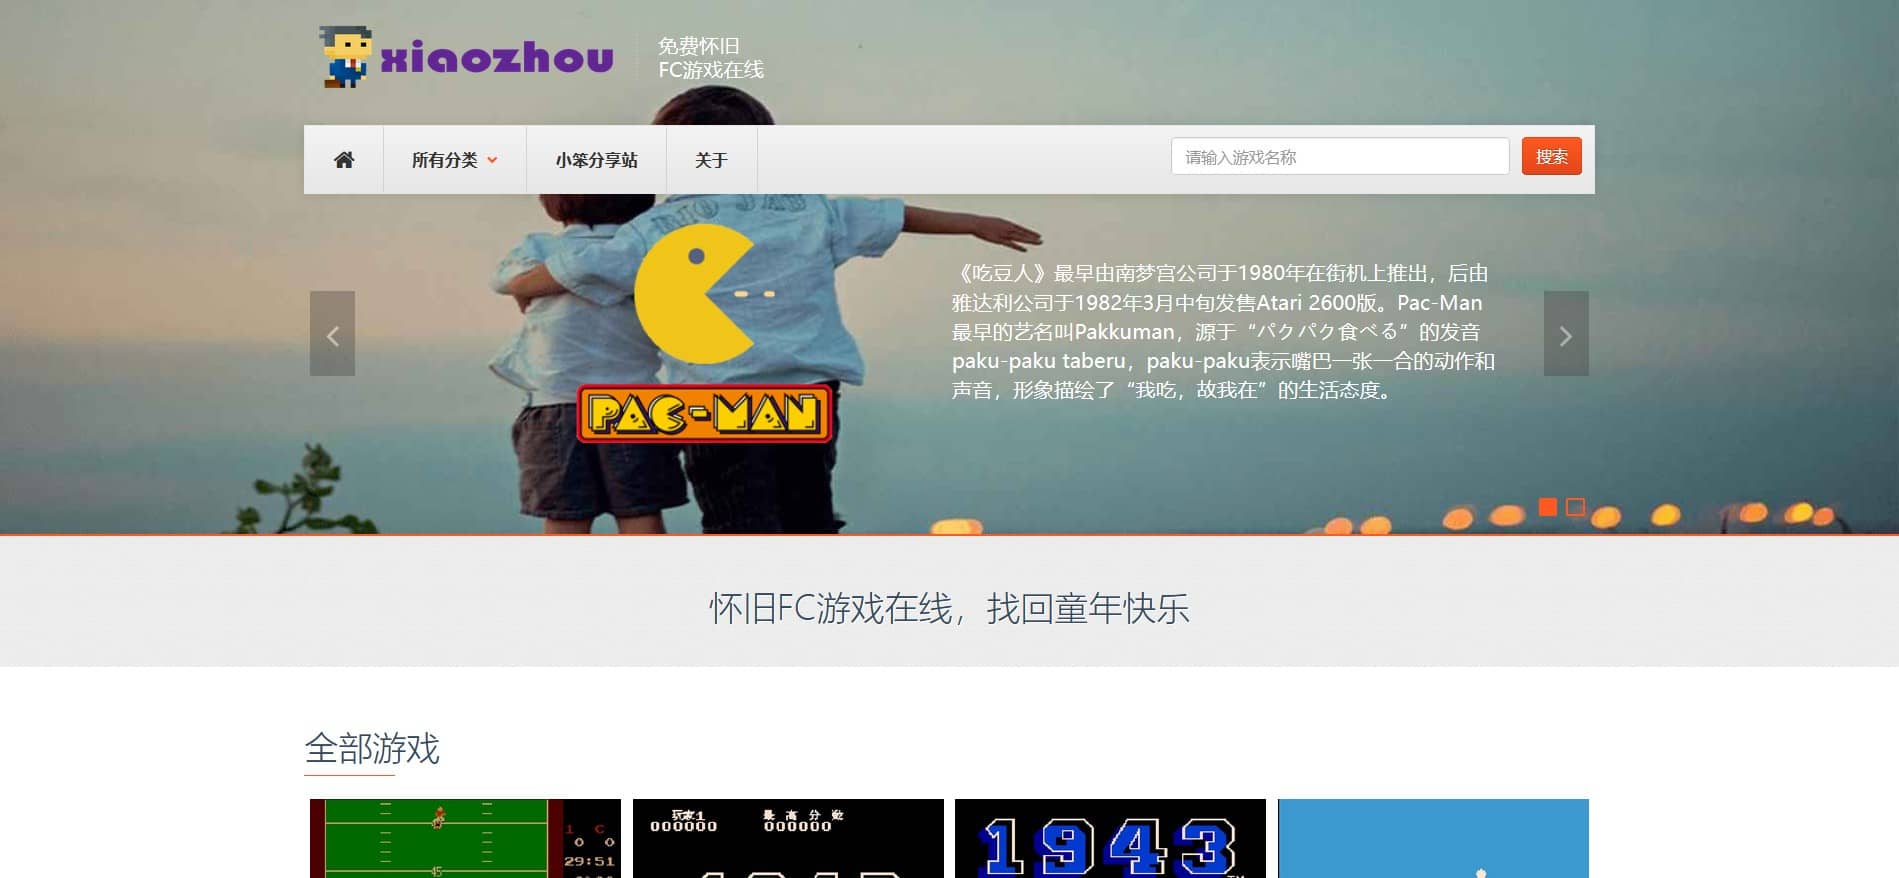 xiaozhou
免费怀旧
FC游戏在线
所有分类
小笨分享站
关于
请输入游戏名称
搜索
《吃豆人》最早由南梦宫公司于1980年在街机上推出，后由
雅达利公司于1982年3月中旬发售Atari 2600版。Pac-Man
最早的艺名叫Pakkuman，源于“パクパク食べる”的发音
paku-paku taberu，paku-paku表示嘴巴一张一合的动作和
声音，形象描绘了“我吃，故我在”的生活态度。
PAC-MAN
怀旧FC游戏在线，找回童年快乐
全部游戏
1 C
0 0
29:51
45
玩家1 最高分数
000000 000000
1943